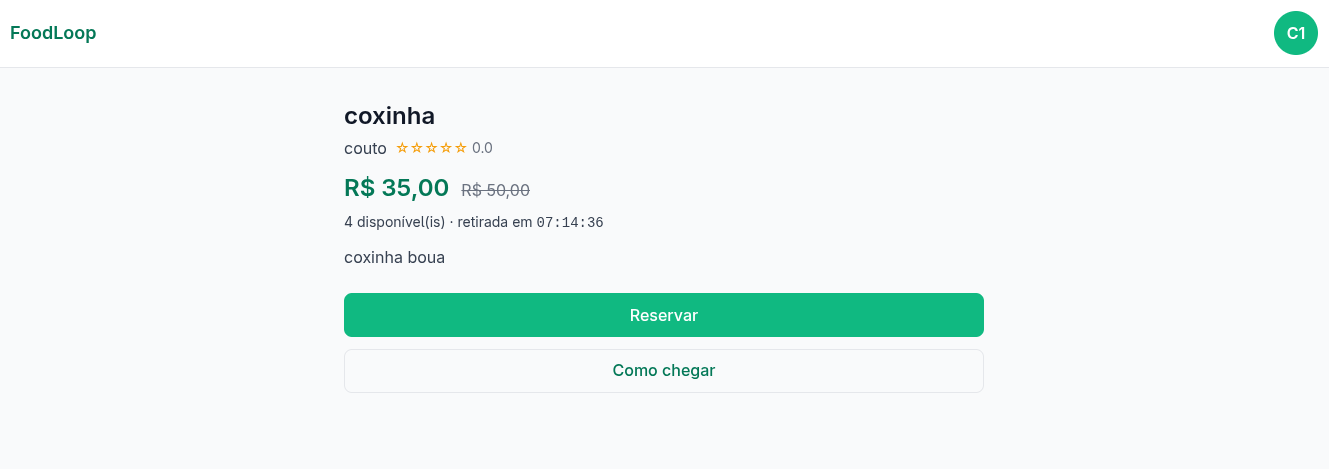 FoodLoop
C1
coxinha
couto ☆☆☆☆☆ 0.0
R$ 35,00 R$ 50,00
4 disponível(is) · retirada em 07:14:36
coxinha boua
Reservar
Como chegar